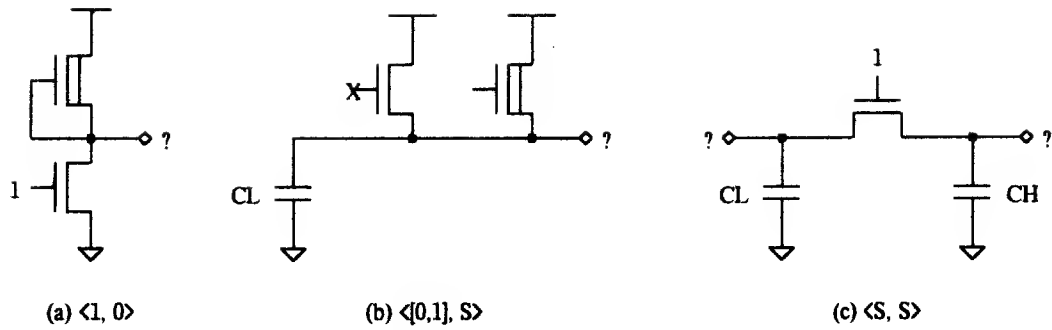 1
?
1
X
?
?
CL
CL
CH
?
(a) <1, 0>
(b) <[0,1], S>
(c) <S, S>